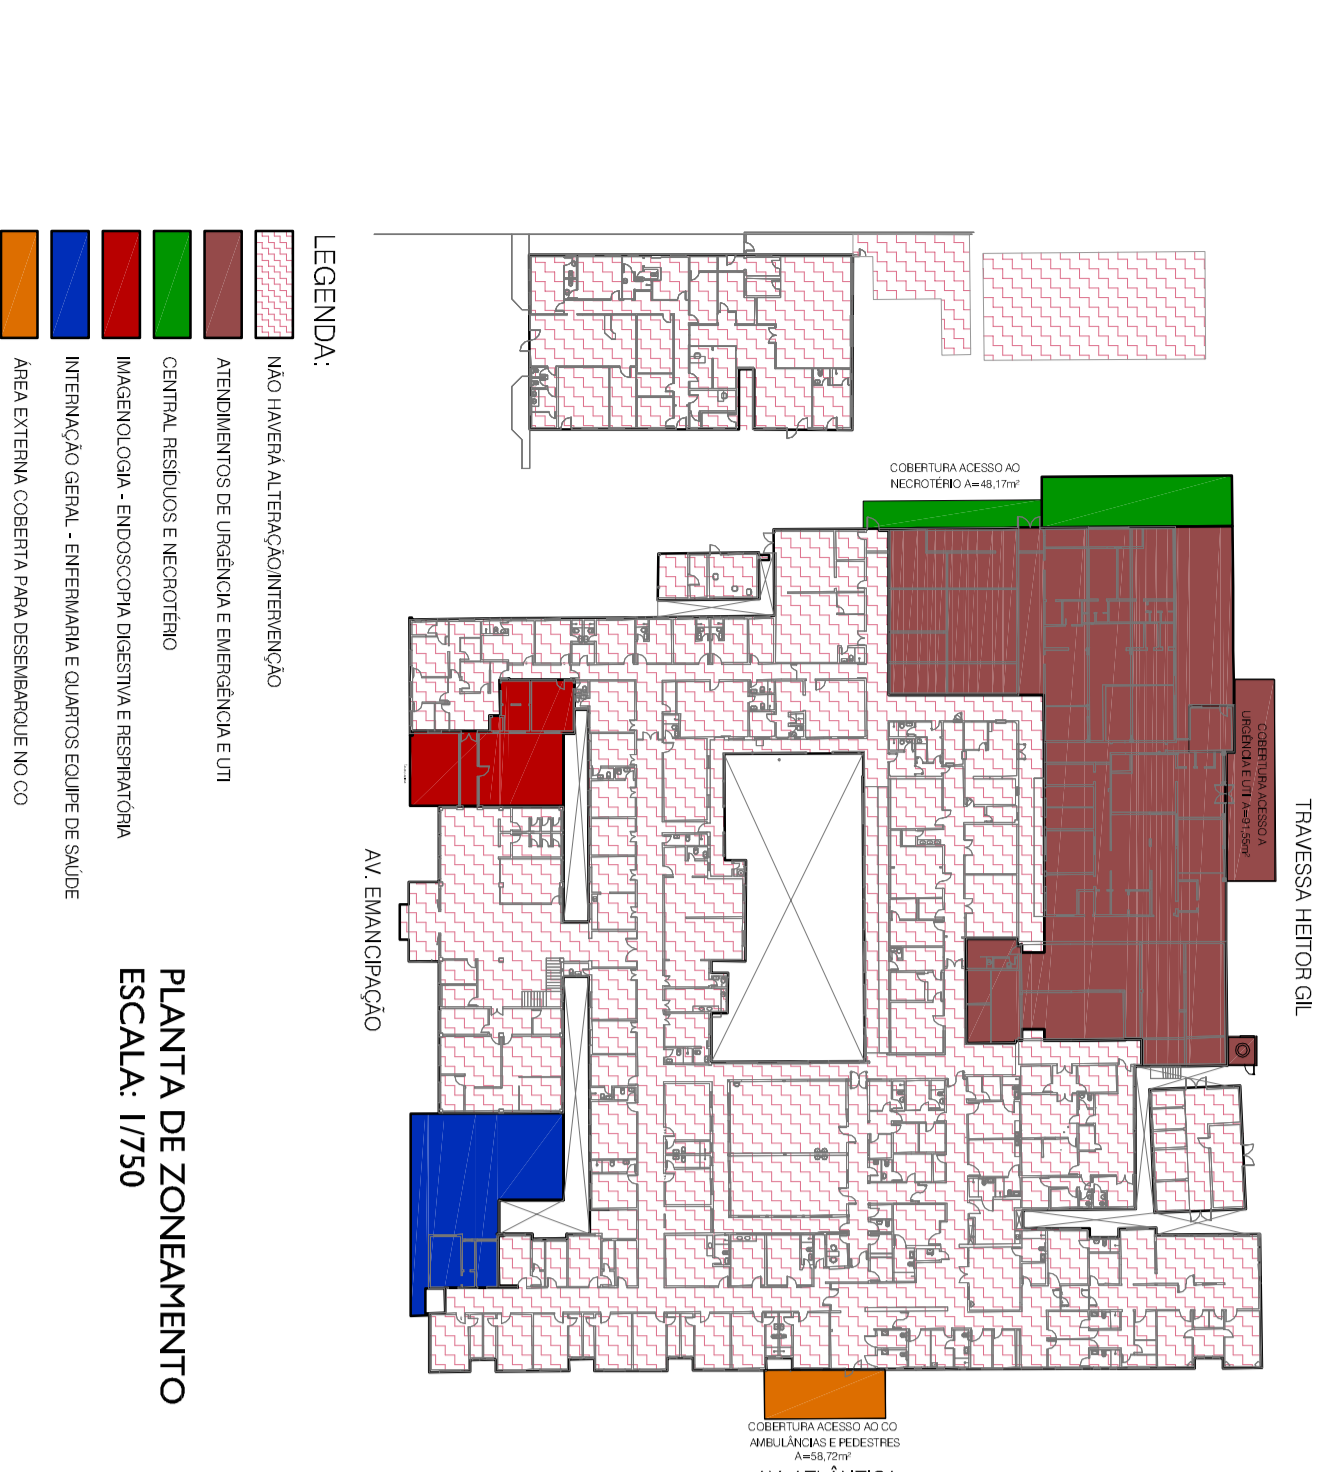 LEGENDA:
NÃO HAVERÁ ALTERAÇÃO/INTERVENÇÃO
ATENDIMENTOS DE URGÊNCIA E EMERGÊNCIA E UTI
CENTRAL RESÍDUOS E NECROTÉRIO
IMAGENOLOGIA - ENDOSCOPIA DIGESTIVA E RESPIRATÓRIA
INTERNAÇÃO GERAL - ENFERMARIA E QUARTOS EQUIPE DE SAÚDE
ÁREA EXTERNA COBERTA PARA DESEMBARQUE NO CO
COBERTURA ACESSO AO
NECROTÉRIO A=48,17m²
COBERTURA ACESSO A
URGÊNCIA E UTI A=91,55m²
TRAVESSA HEITOR GIL
AV. EMANCIPAÇÃO
PLANTA DE ZONEAMENTO
ESCALA: 1/750
COBERTURA ACESSO AO CO
AMBULÂNCIAS E PEDESTRES
A=58,72m²